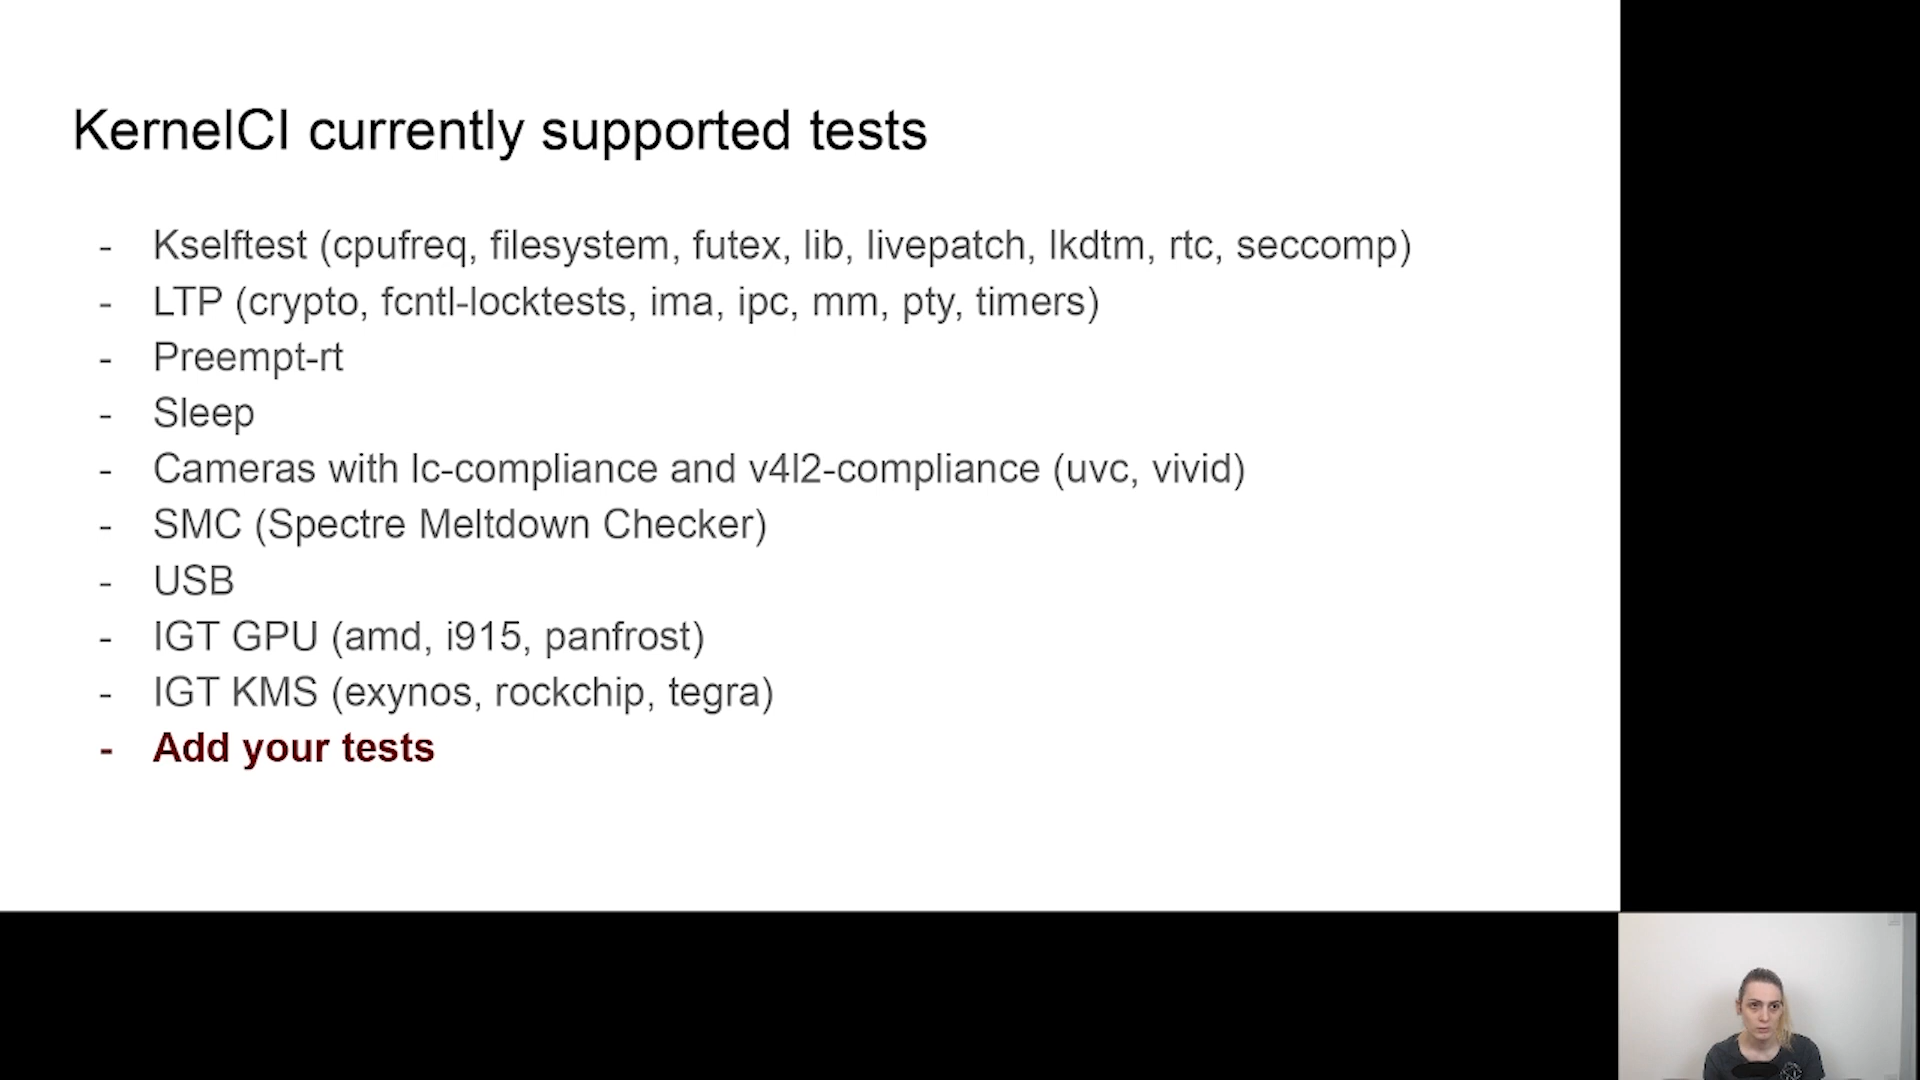 KernelCI currently supported tests
- Kselftest (cpufreq, filesystem, futex, lib, livepatch, lkdtm, rtc, seccomp)
- LTP (crypto, fcntl-locktests, ima, ipc, mm, pty, timers)
- Preempt-rt
- Sleep
- Cameras with lc-compliance and v4l2-compliance (uvc, vivid)
- SMC (Spectre Meltdown Checker)
- USB
- IGT GPU (amd, i915, panfrost)
- IGT KMS (exynos, rockchip, tegra)
- Add your tests